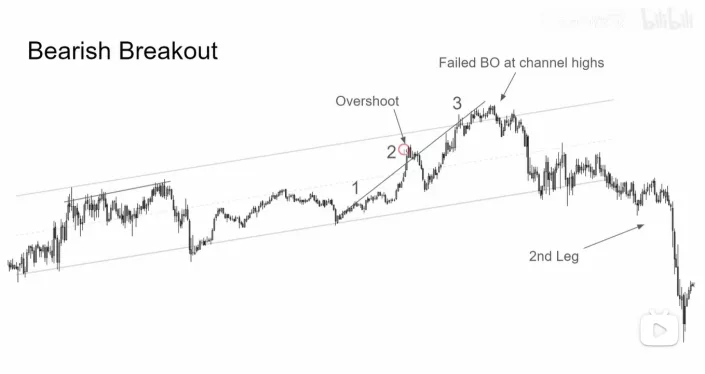 bilibili
Bearish Breakout
Failed BO at channel highs
Overshoot
3
2
1
2nd Leg